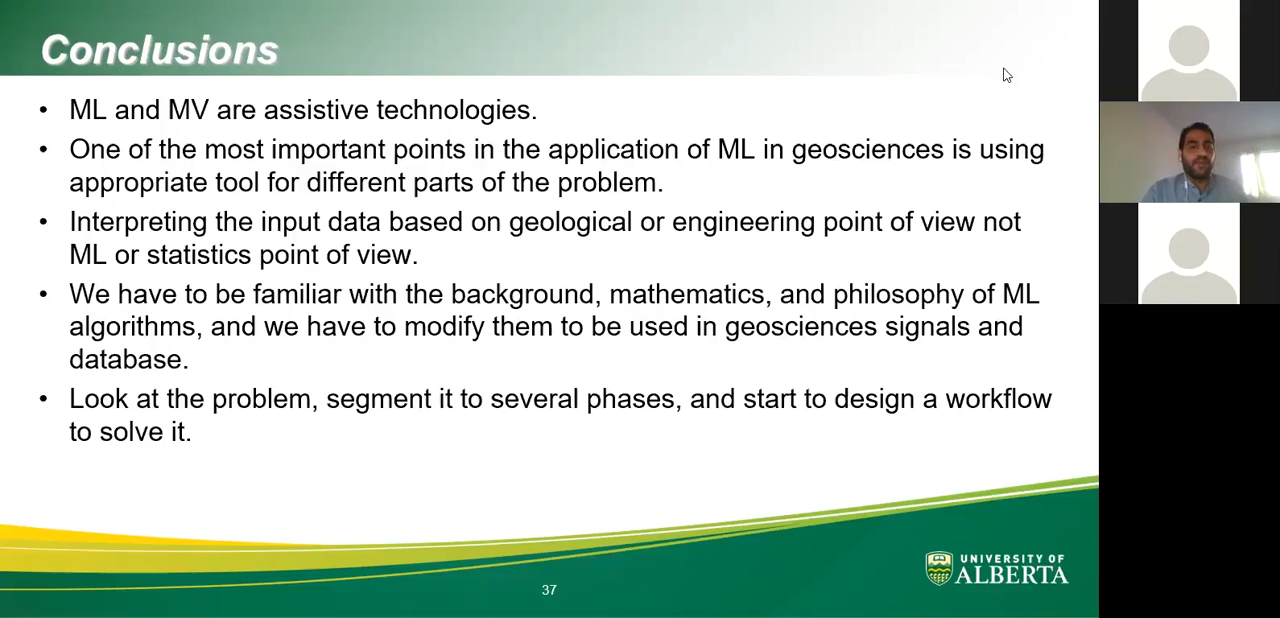 Conclusions
• ML and MV are assistive technologies.
• One of the most important points in the application of ML in geosciences is using
appropriate tool for different parts of the problem.
• Interpreting the input data based on geological or engineering point of view not
ML or statistics point of view.
• We have to be familiar with the background, mathematics, and philosophy of ML
algorithms, and we have to modify them to be used in geosciences signals and
database.
• Look at the problem, segment it to several phases, and start to design a workflow
to solve it.
37
UNIVERSITY OF
ALBERTA